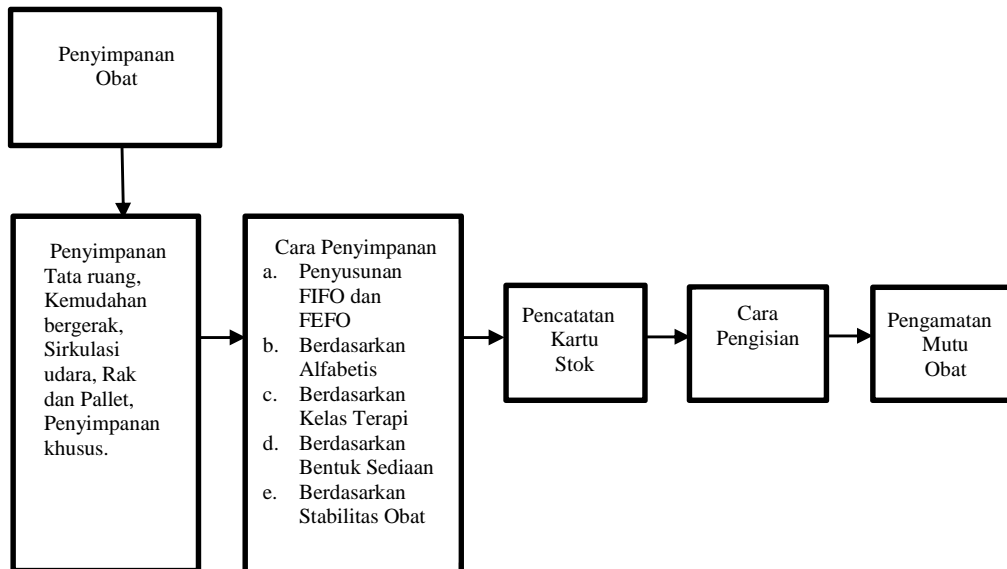 Penyimpanan
Obat
Penyimpanan
Tata ruang,
Kemudahan
bergerak,
Sirkulasi
udara, Rak
dan Pallet,
Penyimpanan
khusus.
Cara Penyimpanan
a. Penyusunan
FIFO dan
FEFO
b. Berdasarkan
Alfabetis
c. Berdasarkan
Kelas Terapi
d. Berdasarkan
Bentuk Sediaan
e. Berdasarkan
Stabilitas Obat
Pencatatan
Kartu
Stok
Cara
Pengisian
Pengamatan
Mutu
Obat